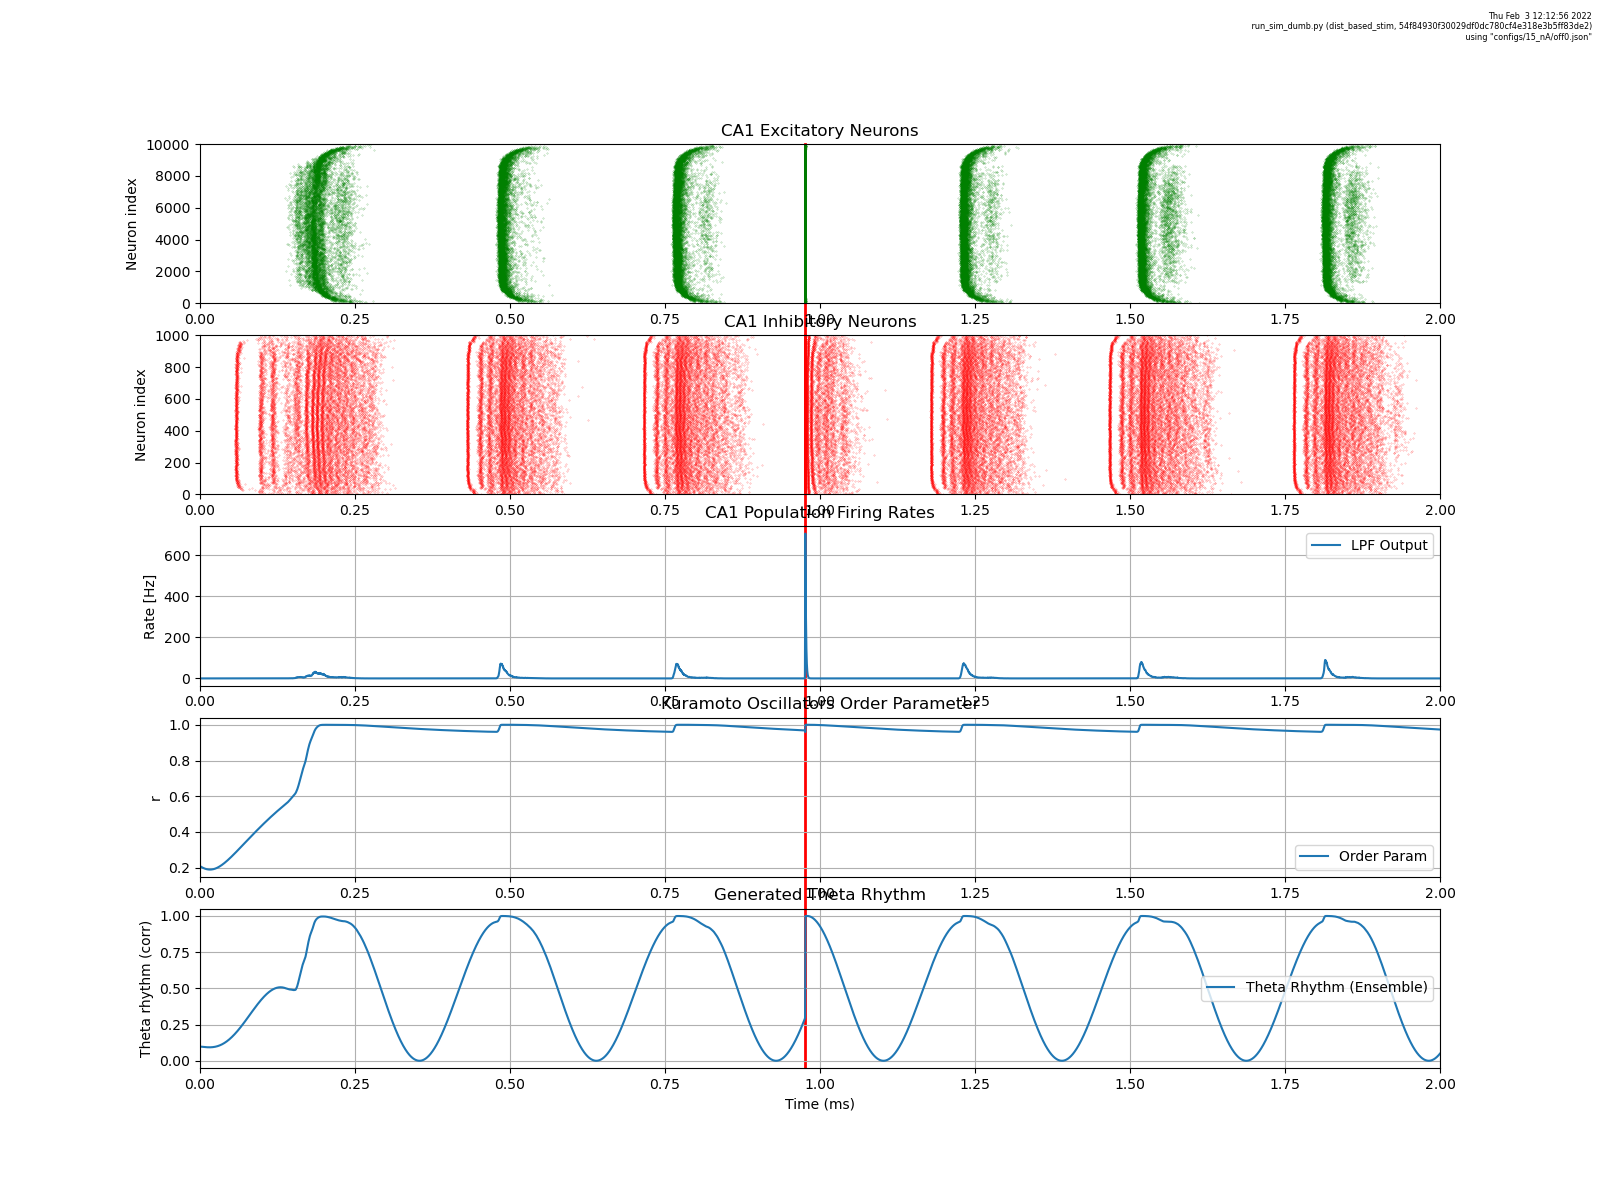 Thu Feb  3 12:12:56 2022
run_sim_dumb.py (dist_based_stim, 54f84930f30029df0dc780cf4e318e3b5ff83de2)
using "configs/15_nA/off0.json"
CA1 Excitatory Neurons
Neuron index
10000
8000
6000
4000
2000
0
0.00 0.25 0.50 0.75 1.00 1.25 1.50 1.75 2.00
CA1 Inhibitory Neurons
Neuron index
1000
800
600
400
200
0
0.00 0.25 0.50 0.75 1.00 1.25 1.50 1.75 2.00
CA1 Population Firing Rates
Rate [Hz]
600
400
200
0
LPF Output
0.00 0.25 0.50 0.75 1.00 1.25 1.50 1.75 2.00
Kuramoto Oscillators Order Parameter
r
1.0
0.8
0.6
0.4
0.2
Order Param
0.00 0.25 0.50 0.75 1.00 1.25 1.50 1.75 2.00
Generated Theta Rhythm
Theta rhythm (corr)
1.00
0.75
0.50
0.25
0.00
Theta Rhythm (Ensemble)
0.00 0.25 0.50 0.75 1.00 1.25 1.50 1.75 2.00
Time (ms)